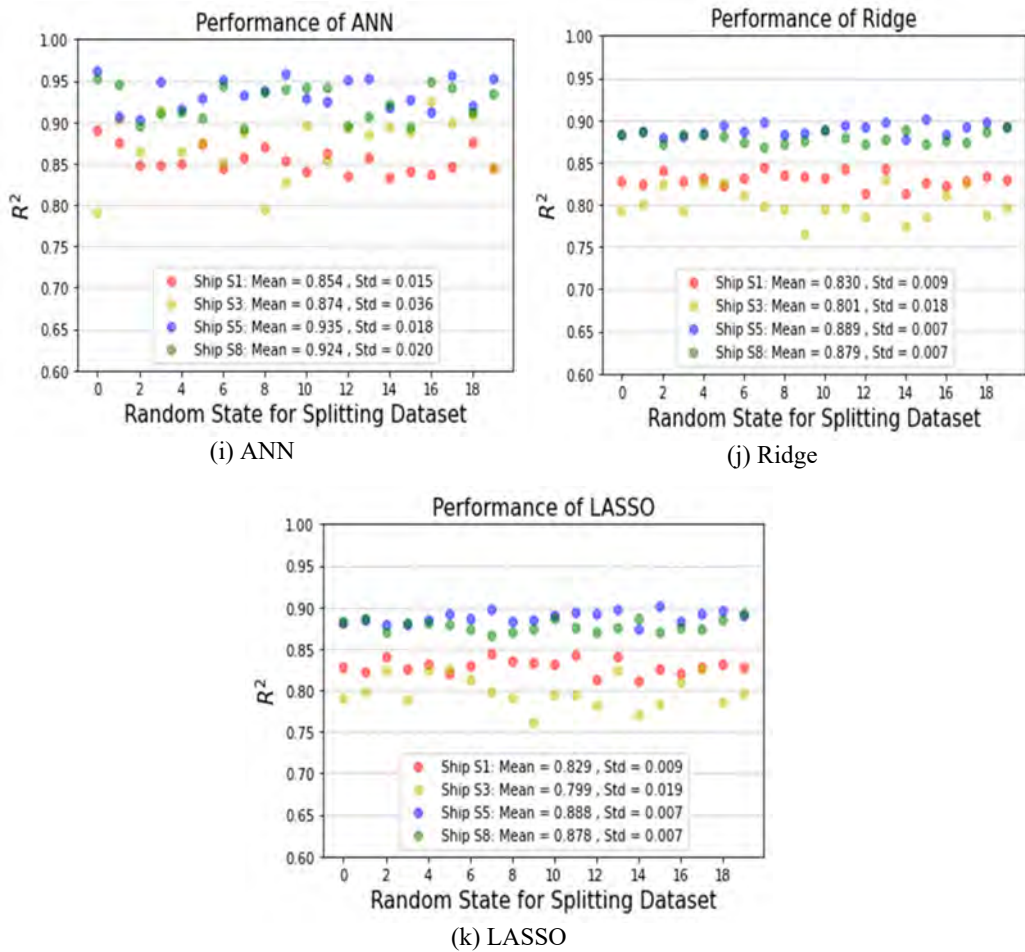 Performance of ANN
R²
1.00
0.95
0.90
0.85
0.80
0.75
0.70
0.65
0.60
Ship S1: Mean = 0.854 , Std = 0.015
Ship S3: Mean = 0.874 , Std = 0.036
Ship S5: Mean = 0.935 , Std = 0.018
Ship S8: Mean = 0.924 , Std = 0.020
0 2 4 6 8 10 12 14 16 18
Random State for Splitting Dataset
(i) ANN
Performance of Ridge
R²
1.00
0.95
0.90
0.85
0.80
0.75
0.70
0.65
0.60
Ship S1: Mean = 0.830 , Std = 0.009
Ship S3: Mean = 0.801 , Std = 0.018
Ship S5: Mean = 0.889 , Std = 0.007
Ship S8: Mean = 0.879 , Std = 0.007
0 2 4 6 8 10 12 14 16 18
Random State for Splitting Dataset
(j) Ridge
Performance of LASSO
R²
1.00
0.95
0.90
0.85
0.80
0.75
0.70
0.65
0.60
Ship S1: Mean = 0.829 , Std = 0.009
Ship S3: Mean = 0.799 , Std = 0.019
Ship S5: Mean = 0.888 , Std = 0.007
Ship S8: Mean = 0.878 , Std = 0.007
0 2 4 6 8 10 12 14 16 18
Random State for Splitting Dataset
(k) LASSO